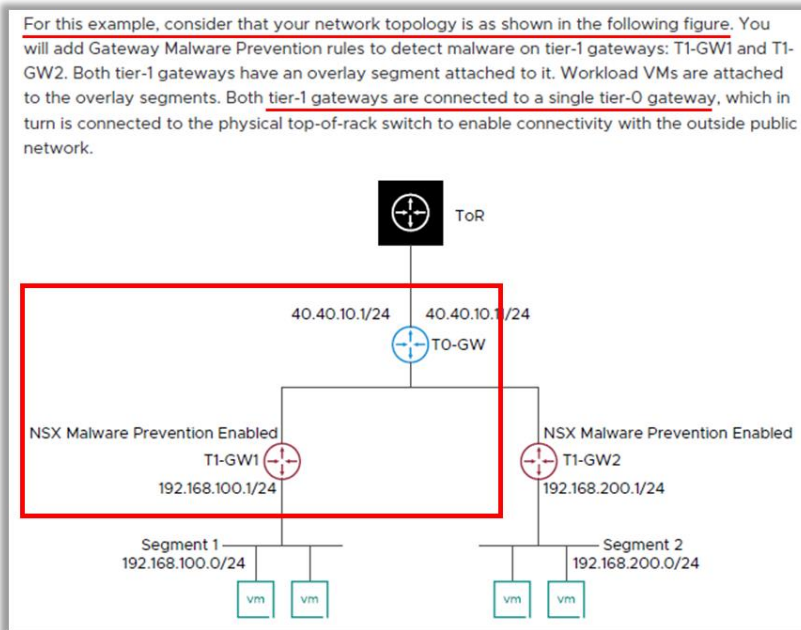 For this example, consider that your network topology is as shown in the following figure. You
will add Gateway Malware Prevention rules to detect malware on tier-1 gateways: T1-GW1 and T1-
GW2. Both tier-1 gateways have an overlay segment attached to it. Workload VMs are attached
to the overlay segments. Both tier-1 gateways are connected to a single tier-0 gateway, which in
turn is connected to the physical top-of-rack switch to enable connectivity with the outside public
network.
ToR
40.40.10.1/24 40.40.10.11/24
T0-GW
NSX Malware Prevention Enabled NSX Malware Prevention Enabled
T1-GW1 T1-GW2
192.168.100.1/24 192.168.200.1/24
Segment 1 Segment 2
192.168.100.0/24 192.168.200.0/24
vm vm vm vm